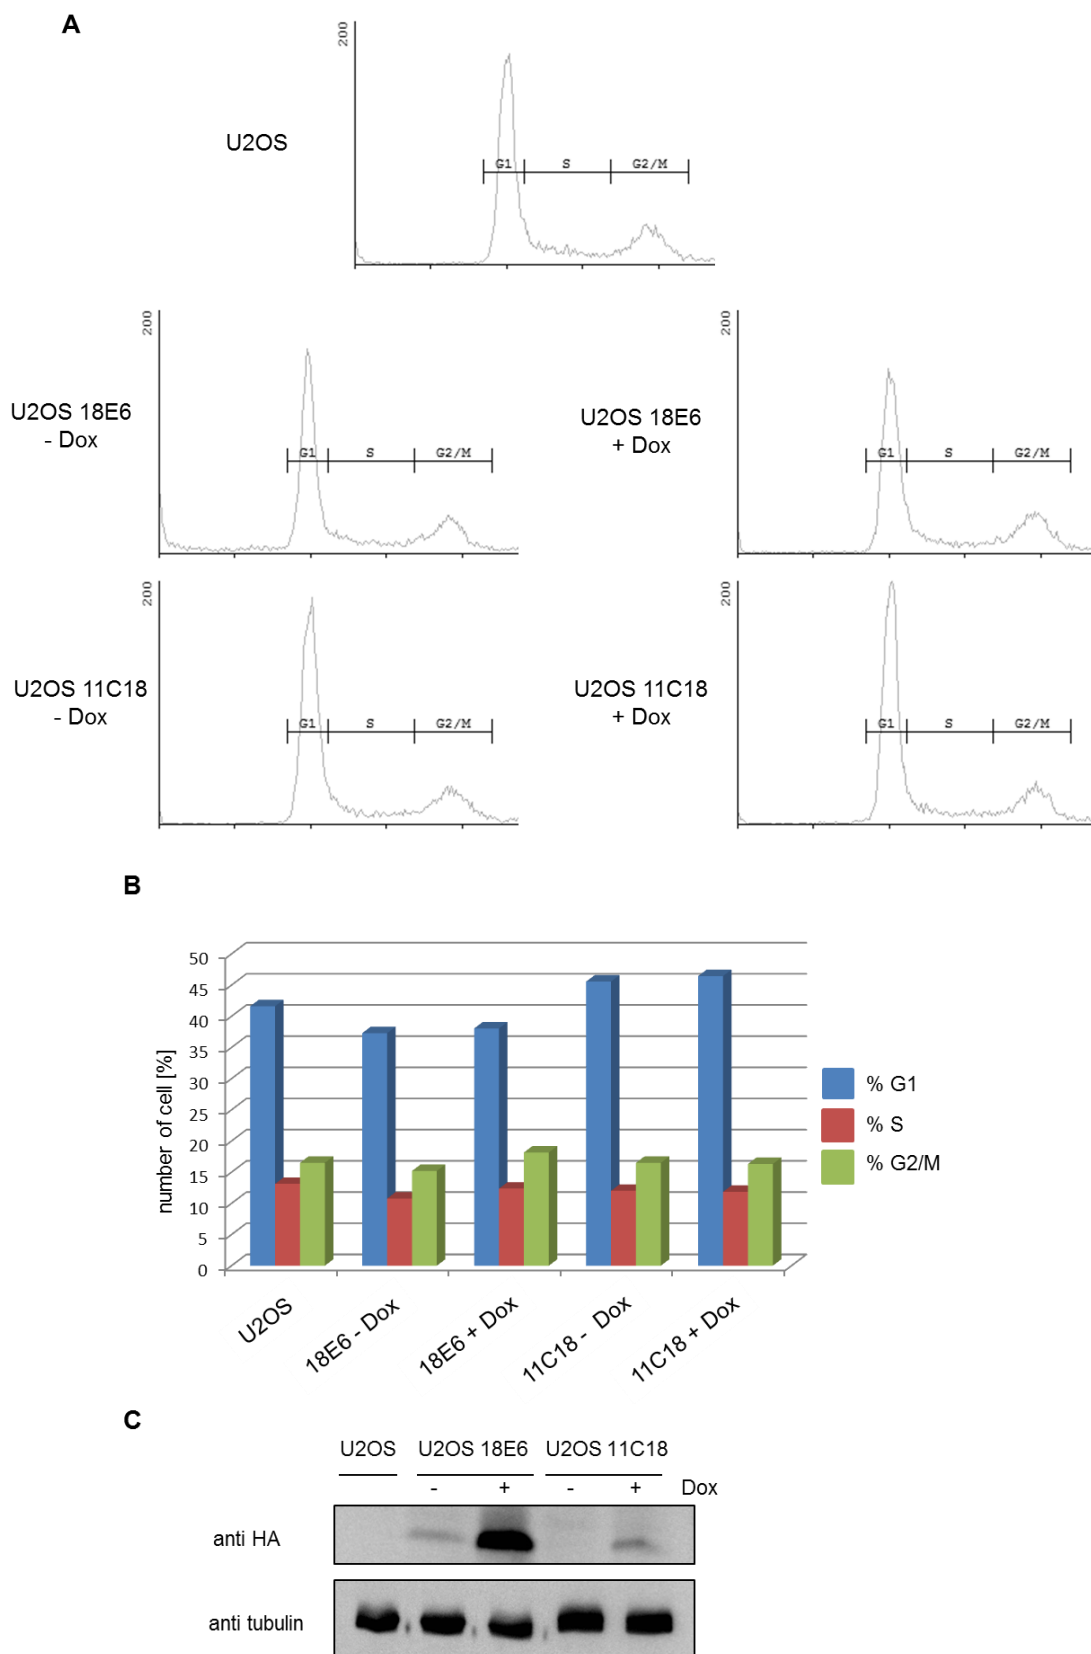 A
200
U2OS
G1 S G2/M
200
U2OS 18E6
- Dox
G1 S G2/M
200
U2OS 18E6
+ Dox
G1 S G2/M
200
U2OS 11C18
- Dox
G1 S G2/M
200
U2OS 11C18
+ Dox
G1 S G2/M
B
number of cell [%]
50
45
40
35
30
25
20
15
10
5
0
U2OS
18E6 - Dox
18E6 + Dox
11C18 - Dox
11C18 + Dox
% G1
% S
% G2/M
C
U2OS U2OS 18E6 U2OS 11C18
- + - + Dox
anti HA
anti tubulin